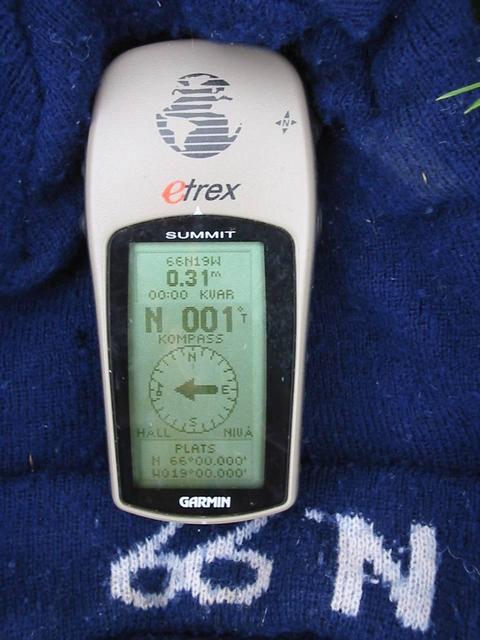 N
etrex
SUMMIT
66N19W
0.31m
00:00 KVAR
N 001°T
KOMPASS
N
E
S
HÅLL NIVÅ
PLATS
N 66°00.000'
W019°00.000'
GARMIN
66°N